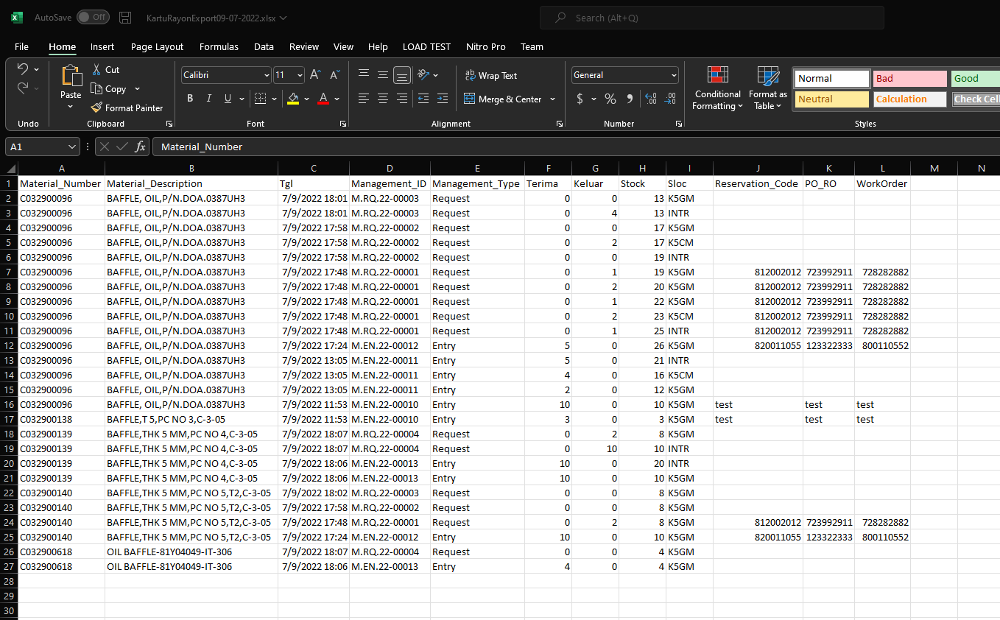 AutoSave Off KartuRayonExport09-07-2022.xlsx Search (Alt+Q)
File Home Insert Page Layout Formulas Data Review View Help LOAD TEST Nitro Pro Team
Paste Cut Copy Format Painter
Calibri 11 A A
B I U A
ab Wrap Text
Merge & Center
General
$ % 9
Conditional Formatting Format as Table
Normal Bad Good
Neutral Calculation Check Cell
Undo Clipboard Font Alignment Number Styles
A1 fx Material_Number
A B C D E F G H I J K L M N
1 Material_Number Material_Description Tgl Management_ID Management_Type Terima Keluar Stock Sloc Reservation_Code PO_RO WorkOrder
2 C032900096 BAFFLE, OIL,P/N.DOA.0387UH3 7/9/2022 18:01 M.RQ.22-00003 Request 0 0 13 K5GM
3 C032900096 BAFFLE, OIL,P/N.DOA.0387UH3 7/9/2022 18:01 M.RQ.22-00003 Request 0 4 13 INTR
4 C032900096 BAFFLE, OIL,P/N.DOA.0387UH3 7/9/2022 17:58 M.RQ.22-00002 Request 0 0 17 K5GM
5 C032900096 BAFFLE, OIL,P/N.DOA.0387UH3 7/9/2022 17:58 M.RQ.22-00002 Request 0 2 17 K5CM
6 C032900096 BAFFLE, OIL,P/N.DOA.0387UH3 7/9/2022 17:58 M.RQ.22-00002 Request 0 0 19 INTR
7 C032900096 BAFFLE, OIL,P/N.DOA.0387UH3 7/9/2022 17:48 M.RQ.22-00001 Request 0 1 19 K5GM 812002012 723992911 728282882
8 C032900096 BAFFLE, OIL,P/N.DOA.0387UH3 7/9/2022 17:48 M.RQ.22-00001 Request 0 2 20 K5GM 812002012 723992911 728282882
9 C032900096 BAFFLE, OIL,P/N.DOA.0387UH3 7/9/2022 17:48 M.RQ.22-00001 Request 0 1 22 K5GM 812002012 723992911 728282882
10 C032900096 BAFFLE, OIL,P/N.DOA.0387UH3 7/9/2022 17:48 M.RQ.22-00001 Request 0 2 23 K5CM 812002012 723992911 728282882
11 C032900096 BAFFLE, OIL,P/N.DOA.0387UH3 7/9/2022 17:48 M.RQ.22-00001 Request 0 1 25 INTR 812002012 723992911 728282882
12 C032900096 BAFFLE, OIL,P/N.DOA.0387UH3 7/9/2022 17:24 M.EN.22-00012 Entry 5 0 26 K5GM 820011055 123322333 800110552
13 C032900096 BAFFLE, OIL,P/N.DOA.0387UH3 7/9/2022 13:05 M.EN.22-00011 Entry 5 0 21 INTR
14 C032900096 BAFFLE, OIL,P/N.DOA.0387UH3 7/9/2022 13:05 M.EN.22-00011 Entry 4 0 16 K5CM
15 C032900096 BAFFLE, OIL,P/N.DOA.0387UH3 7/9/2022 13:05 M.EN.22-00011 Entry 2 0 12 K5GM
16 C032900096 BAFFLE, OIL,P/N.DOA.0387UH3 7/9/2022 11:53 M.EN.22-00010 Entry 10 0 10 K5GM test test test
17 C032900138 BAFFLE,T 5,PC NO 3,C-3-05 7/9/2022 11:53 M.EN.22-00010 Entry 3 0 3 K5GM test test test
18 C032900139 BAFFLE,THK 5 MM,PC NO 4,C-3-05 7/9/2022 18:07 M.RQ.22-00004 Request 0 2 8 K5GM
19 C032900139 BAFFLE,THK 5 MM,PC NO 4,C-3-05 7/9/2022 18:07 M.RQ.22-00004 Request 0 10 10 INTR
20 C032900139 BAFFLE,THK 5 MM,PC NO 4,C-3-05 7/9/2022 18:06 M.EN.22-00013 Entry 10 0 20 INTR
21 C032900139 BAFFLE,THK 5 MM,PC NO 4,C-3-05 7/9/2022 18:06 M.EN.22-00013 Entry 10 0 10 K5GM
22 C032900140 BAFFLE,THK 5 MM,PC NO 5,T2,C-3-05 7/9/2022 18:02 M.RQ.22-00003 Request 0 0 8 K5GM
23 C032900140 BAFFLE,THK 5 MM,PC NO 5,T2,C-3-05 7/9/2022 17:58 M.RQ.22-00002 Request 0 0 8 K5GM
24 C032900140 BAFFLE,THK 5 MM,PC NO 5,T2,C-3-05 7/9/2022 17:48 M.RQ.22-00001 Request 0 2 8 K5GM 812002012 723992911 728282882
25 C032900140 BAFFLE,THK 5 MM,PC NO 5,T2,C-3-05 7/9/2022 17:24 M.EN.22-00012 Entry 10 0 10 K5GM 820011055 123322333 800110552
26 C032900618 OIL BAFFLE-81Y04049-IT-306 7/9/2022 18:07 M.RQ.22-00004 Request 0 0 4 K5GM
27 C032900618 OIL BAFFLE-81Y04049-IT-306 7/9/2022 18:06 M.EN.22-00013 Entry 4 0 4 K5GM
28
29
30